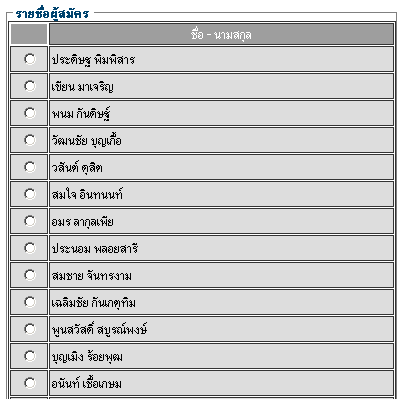 รายชื่อผู้สมัคร
ชื่อ - นามสกุล
ประดิษฐ พิมพิสาร
เขียน มาเจริญ
พนม กันดิษฐ์
วัฒนชัย บุญเกื้อ
วสันต์ ดุสิต
สมใจ อินทนนท์
อมร ลากุลเพีย
ประนอม พลอยสารี
สมชาย จันทรงาม
เฉลิมชัย กันเกตุทิม
พูนสวัสดิ์ สบูรณ์พงษ์
บุญเมิง ร้อยพุฒ
อนันท์ เชื้อเกษม